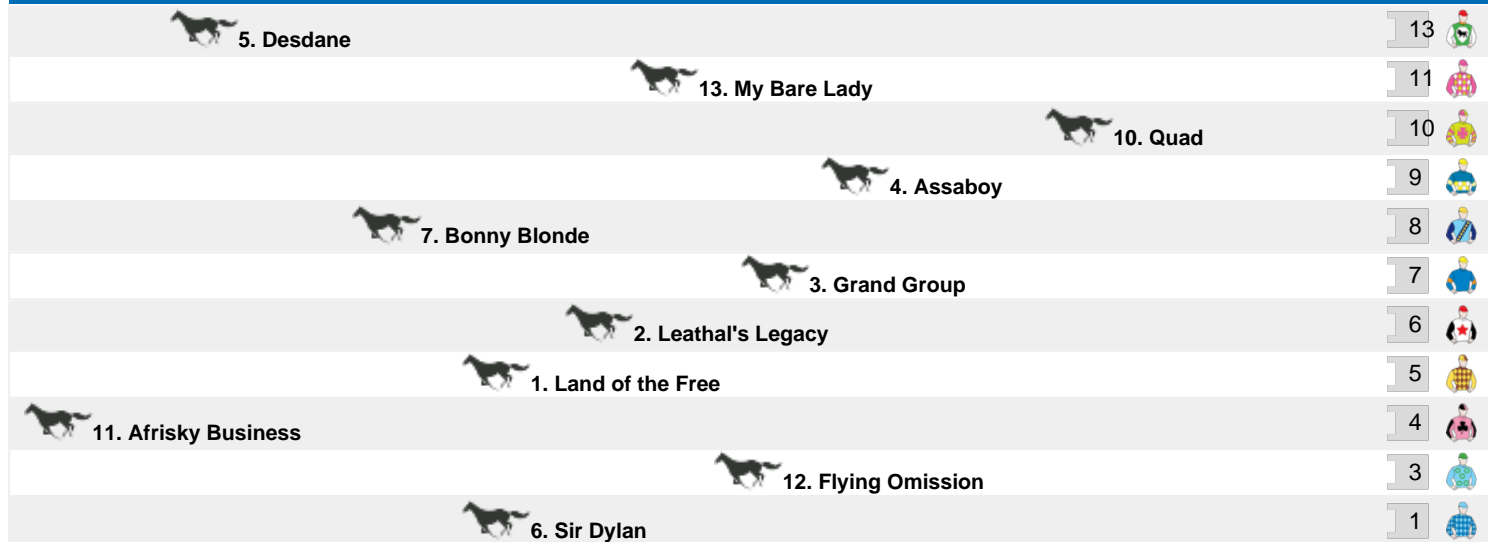 5. Desdane 13
13. My Bare Lady 11
10. Quad 10
4. Assaboy 9
7. Bonny Blonde 8
3. Grand Group 7
2. Leathal's Legacy 6
1. Land of the Free 5
11. Afrisky Business 4
12. Flying Omission 3
6. Sir Dylan 1